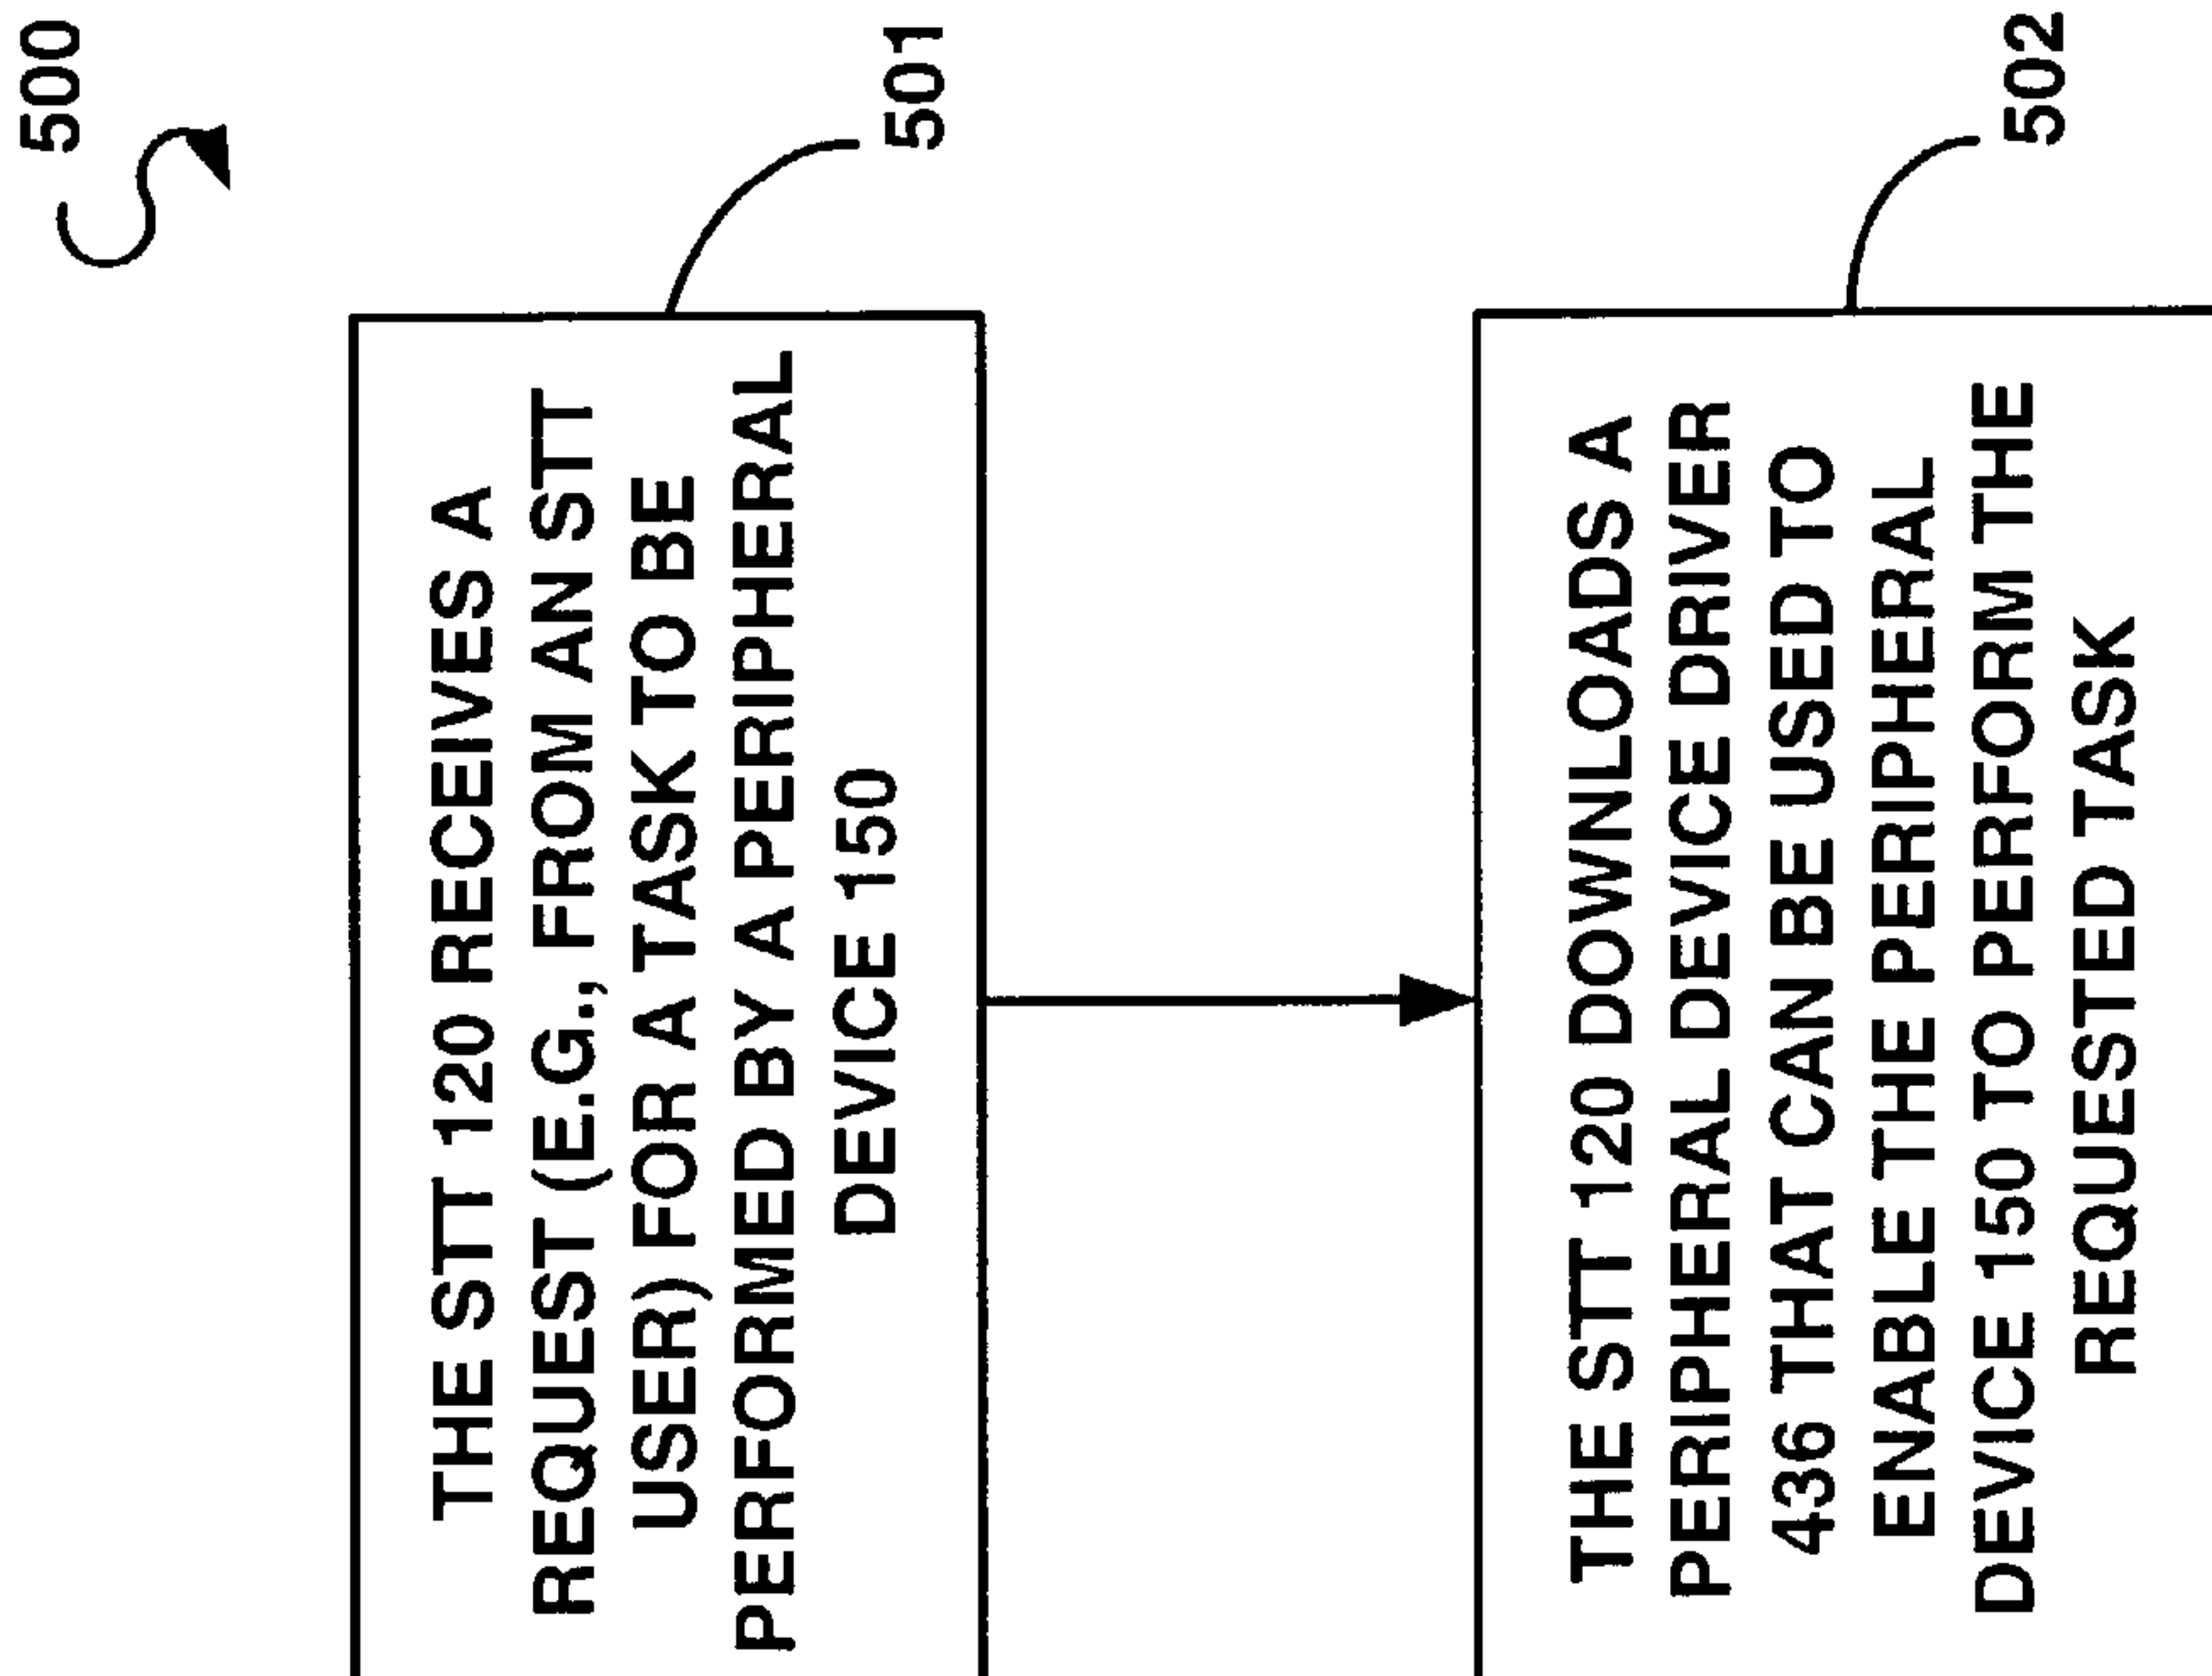 500
THE STT 120 RECEIVES A
REQUEST (E.G., FROM AN STT
USER) FOR A TASK TO BE
PERFORMED BY A PERIPHERAL
DEVICE 150
501
THE STT 120 DOWNLOADS A
PERIPHERAL DEVICE DRIVER
436 THAT CAN BE USED TO
ENABLE THE PERIPHERAL
DEVICE 150 TO PERFORM THE
REQUESTED TASK
502